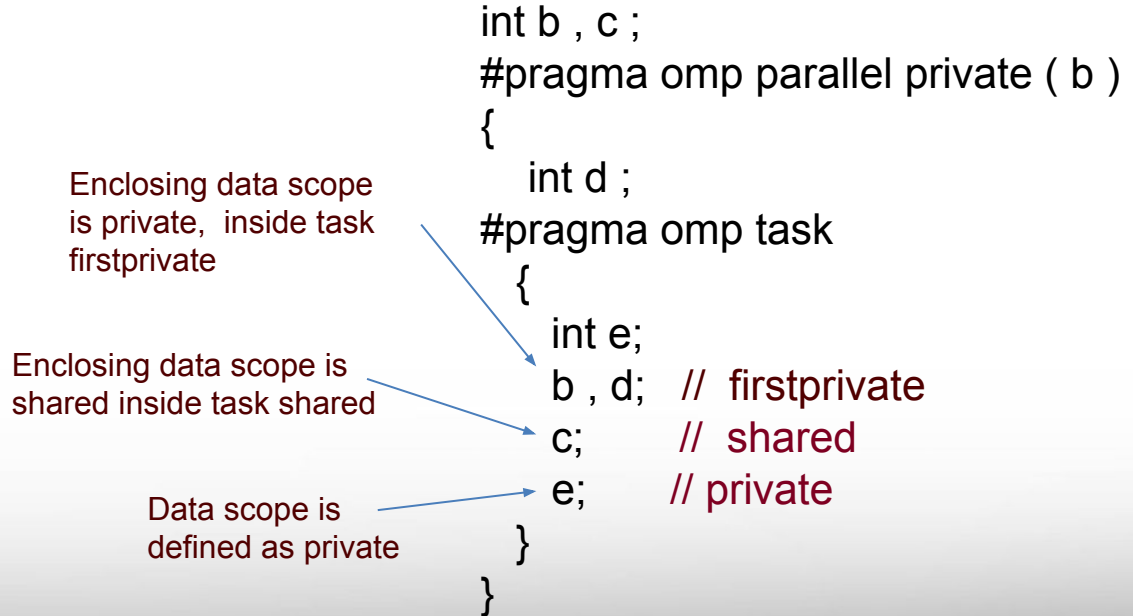 int b , c ;
#pragma omp parallel private ( b )
{
int d ;
#pragma omp task
{
int e;
b , d; // firstprivate
c; // shared
e; // private
}
}
Enclosing data scope
is private, inside task
firstprivate
Enclosing data scope is
shared inside task shared
Data scope is
defined as private